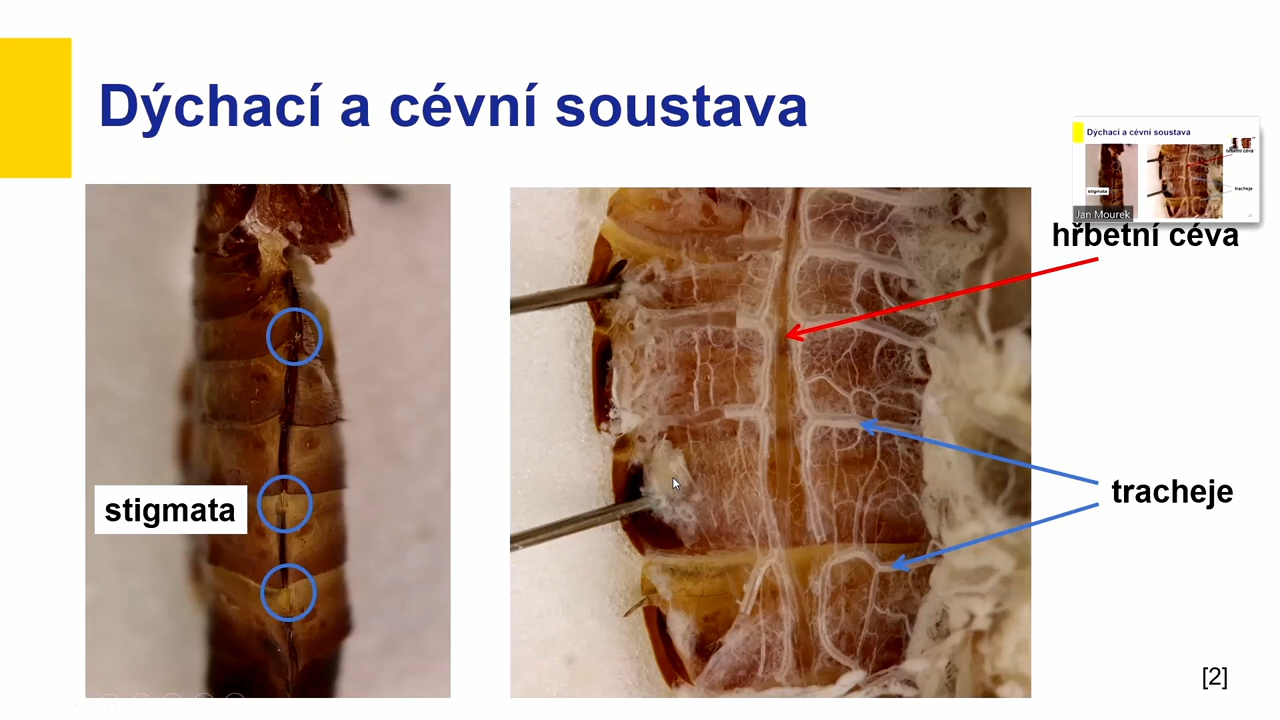 Dýchací a cévní soustava
Dýchací a cévní soustava
hřbetní céva
stigmata
tracheje
Jan Mourek
hřbetní céva
stigmata
tracheje
[2]